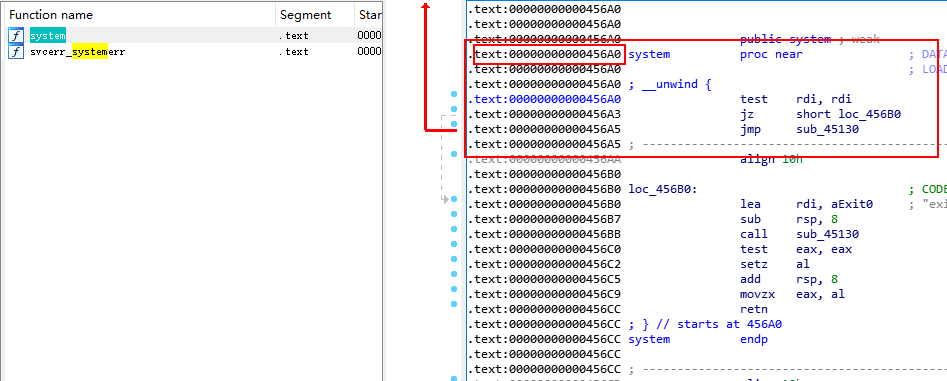 Function name Segment Star
f system .text 0000
f svcerr_systemerr .text 0000
.text:00000000000456A0
.text:00000000000456A0
.text:00000000000456A0 public system ; weak
.text:00000000000456A0 system proc near ; DATA
.text:00000000000456A0 ; LOAD
.text:00000000000456A0 ; __unwind {
.text:00000000000456A0 test rdi, rdi
.text:00000000000456A3 jz short loc_456B0
.text:00000000000456A5 jmp sub_45130
.text:00000000000456A5 ; ---------------------------------------
.text:00000000000456AA align 10h
.text:00000000000456B0
.text:00000000000456B0 loc_456B0: ; CODE
.text:00000000000456B0 lea rdi, aExit0 ; "exi
.text:00000000000456B7 sub rsp, 8
.text:00000000000456BB call sub_45130
.text:00000000000456C0 test eax, eax
.text:00000000000456C2 setz al
.text:00000000000456C5 add rsp, 8
.text:00000000000456C9 movzx eax, al
.text:00000000000456CC retn
.text:00000000000456CC ; } // starts at 456A0
.text:00000000000456CC system endp
.text:00000000000456CC
.text:00000000000456CC ; ---------------------------------------